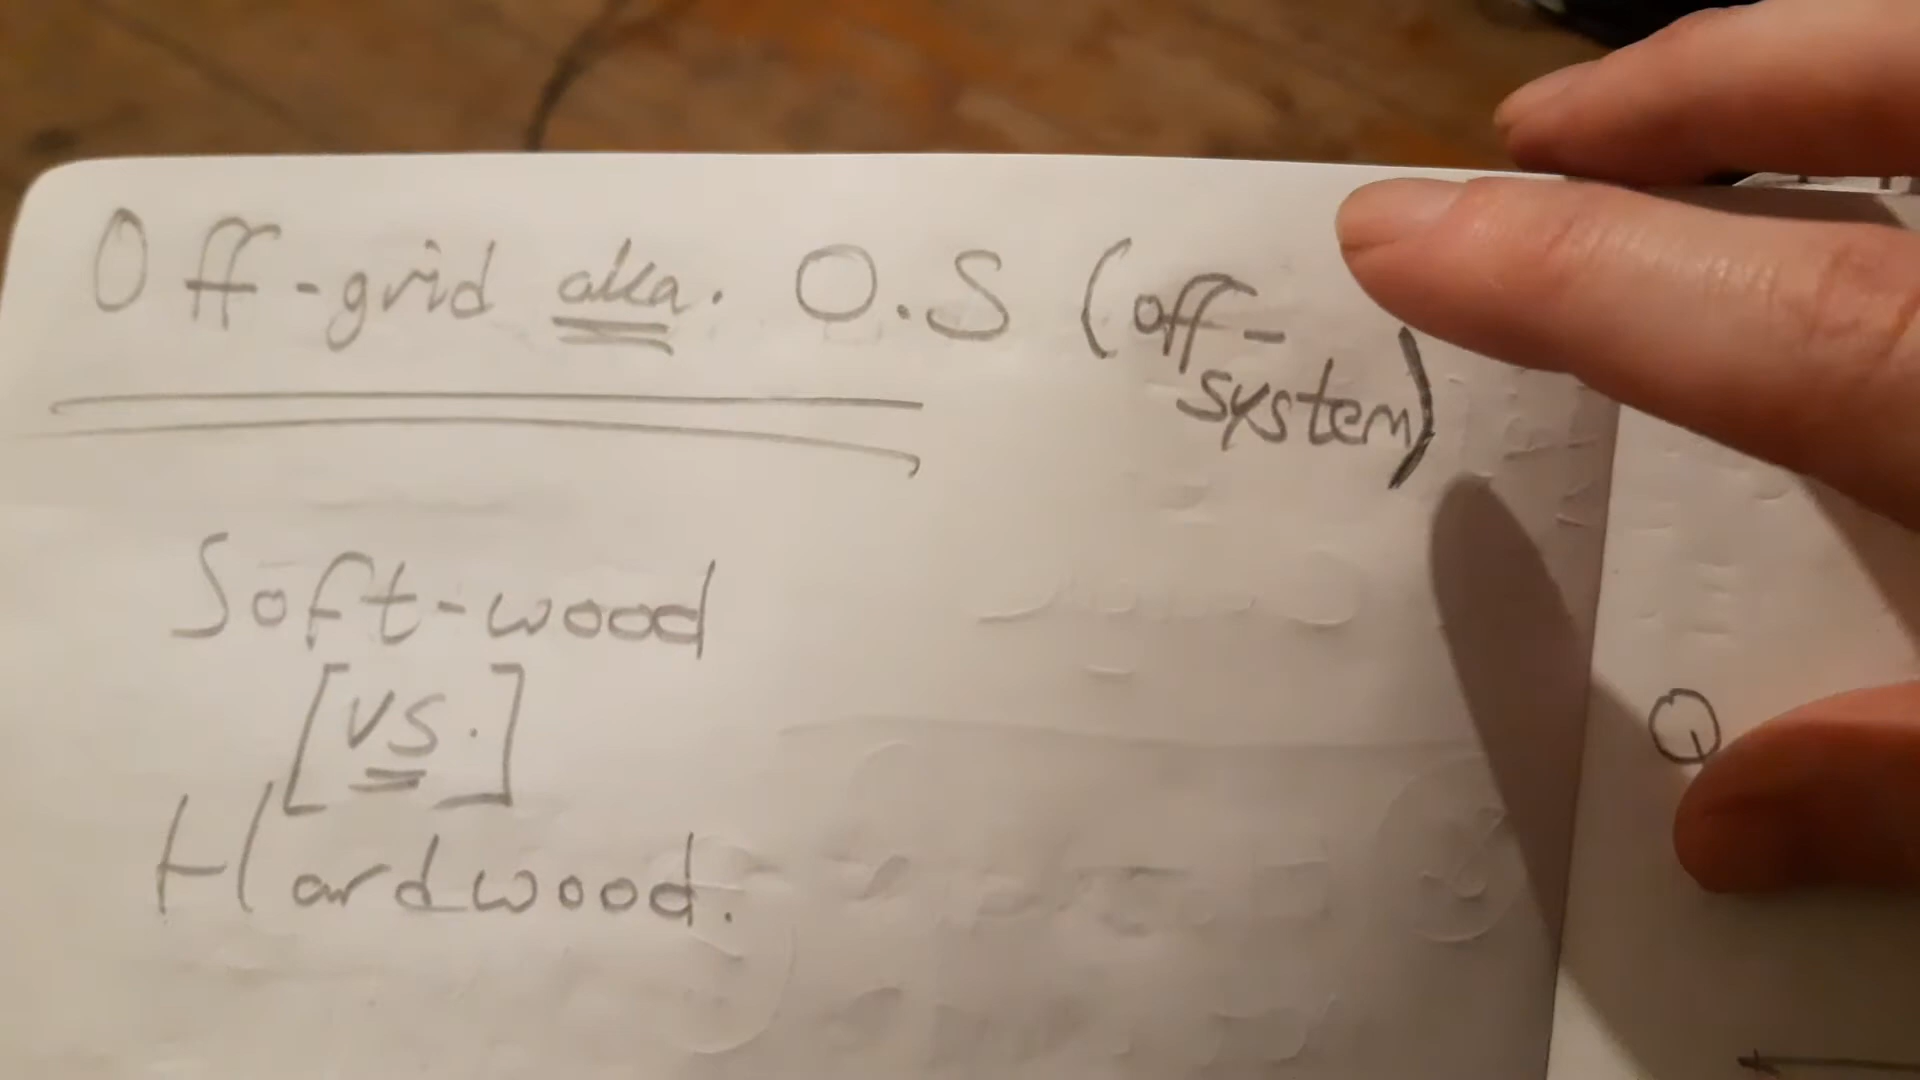 Off-grid aka. O.S (off-
system)
Soft-wood
[vs.]
Hardwood.
Q